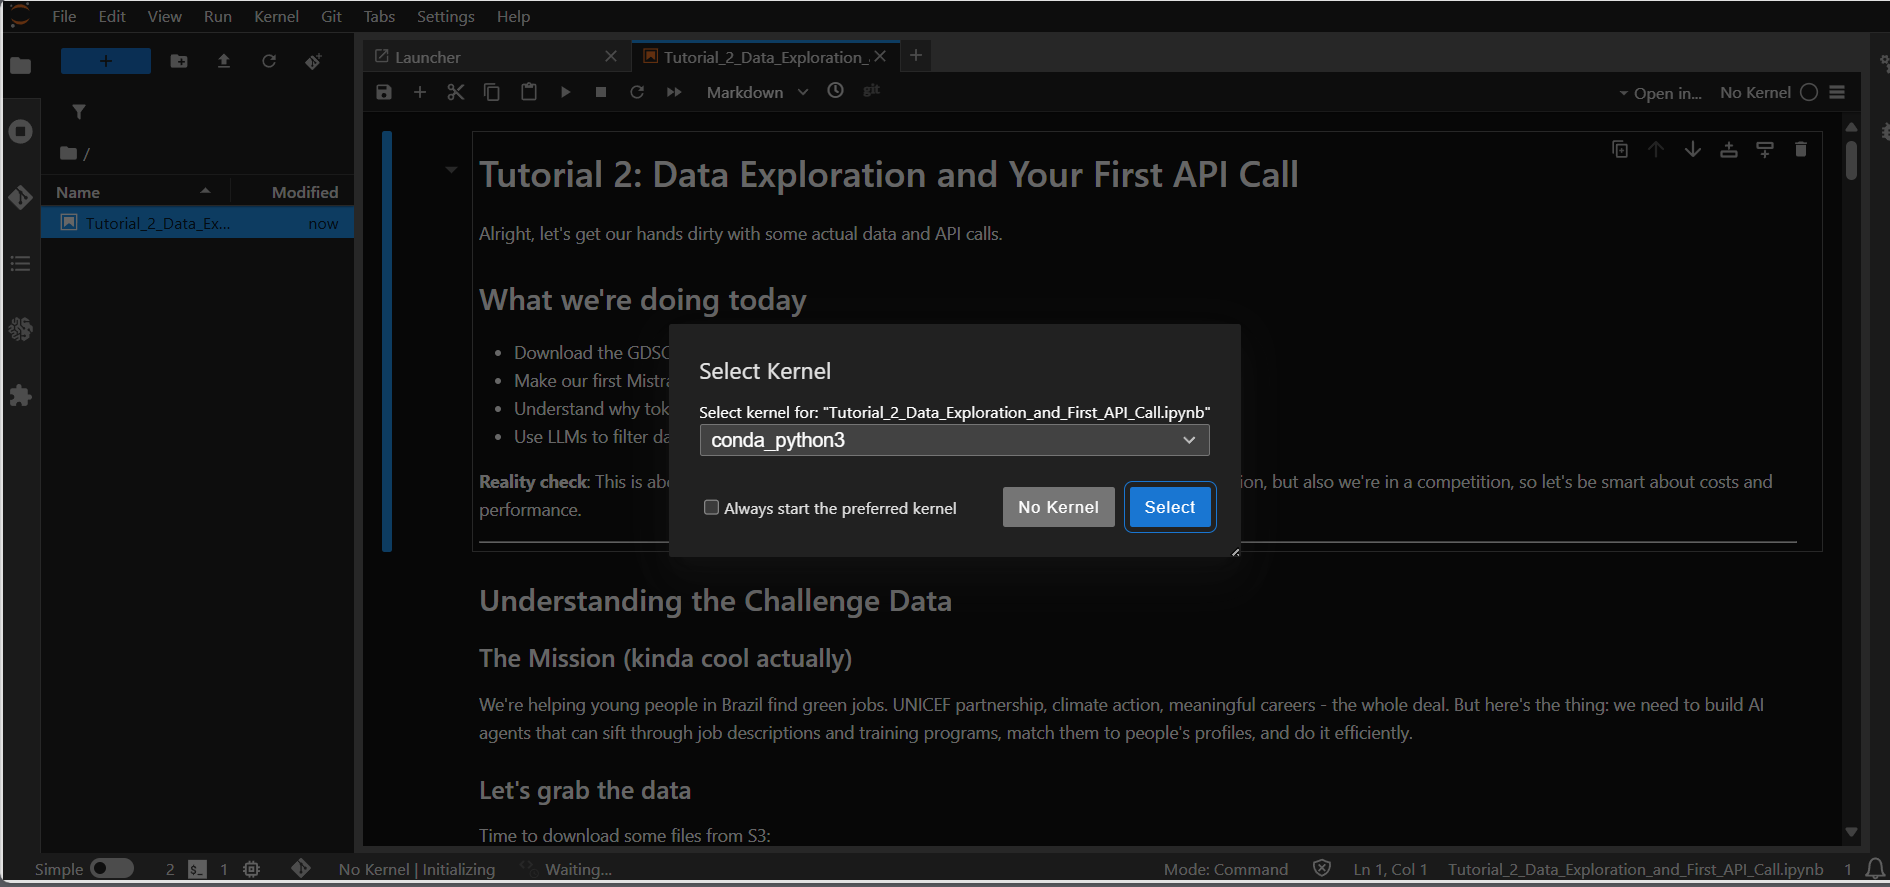 File Edit View Run Kernel Git Tabs Settings Help
Launcher
Tutorial_2_Data_Exploration_
Markdown
git
Open in...
No Kernel
/
Name
Modified
Tutorial_2_Data_Ex...
now
Tutorial 2: Data Exploration and Your First API Call
Alright, let's get our hands dirty with some actual data and API calls.
What we're doing today
• Download the GDSC
• Make our first Mistra
• Understand why tok
• Use LLMs to filter da
Reality check: This is abo
ion, but also we're in a competition, so let's be smart about costs and
performance.
Select Kernel
Select kernel for: "Tutorial_2_Data_Exploration_and_First_API_Call.ipynb"
conda_python3
Always start the preferred kernel
No Kernel
Select
Understanding the Challenge Data
The Mission (kinda cool actually)
We're helping young people in Brazil find green jobs. UNICEF partnership, climate action, meaningful careers - the whole deal. But here's the thing: we need to build AI
agents that can sift through job descriptions and training programs, match them to people's profiles, and do it efficiently.
Let's grab the data
Time to download some files from S3:
Simple
2
$_
1
No Kernel | Initializing
Waiting...
Mode: Command
Ln 1, Col 1
Tutorial_2_Data_Exploration_and_First_API_Call.ipynb
1